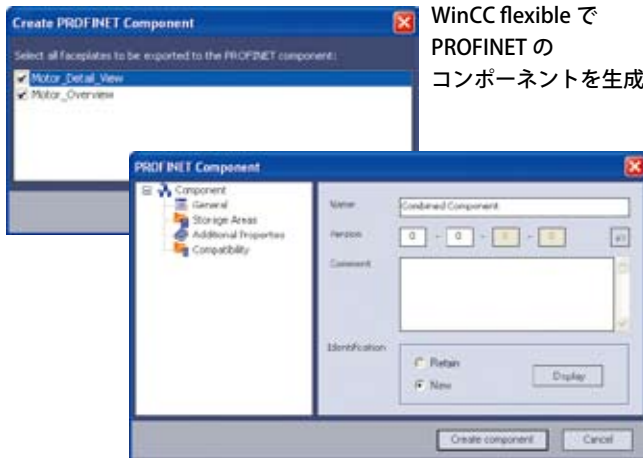 Create PROFINET Component
Select all faceplates to be exported to the PROFINET component:
Motor_Detail_View
Motor_Overview
WinCC flexible で
PROFINET の
コンポーネントを生成
PROFINET Component
Component
General
Storage Areas
Additional Properties
Compatibility
Name
Combined Component
Version
0 - 0 - 0 - 0
Comment
Identification
Retain
New
Display
Create component
Cancel